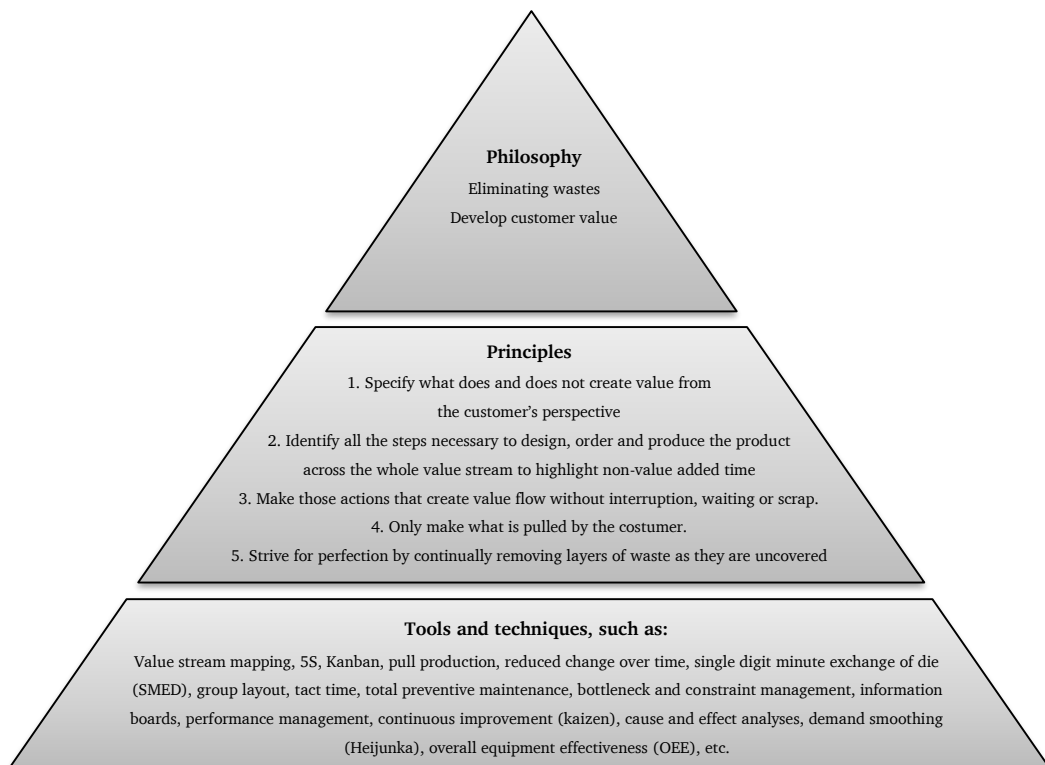 Philosophy
Eliminating wastes
Develop customer value
Principles
1. Specify what does and does not create value from
the customer’s perspective
2. Identify all the steps necessary to design, order and produce the product
across the whole value stream to highlight non-value added time
3. Make those actions that create value flow without interruption, waiting or scrap.
4. Only make what is pulled by the costumer.
5. Strive for perfection by continually removing layers of waste as they are uncovered
Tools and techniques, such as:
Value stream mapping, 5S, Kanban, pull production, reduced change over time, single digit minute exchange of die
(SMED), group layout, tact time, total preventive maintenance, bottleneck and constraint management, information
boards, performance management, continuous improvement (kaizen), cause and effect analyses, demand smoothing
(Heijunka), overall equipment effectiveness (OEE), etc.